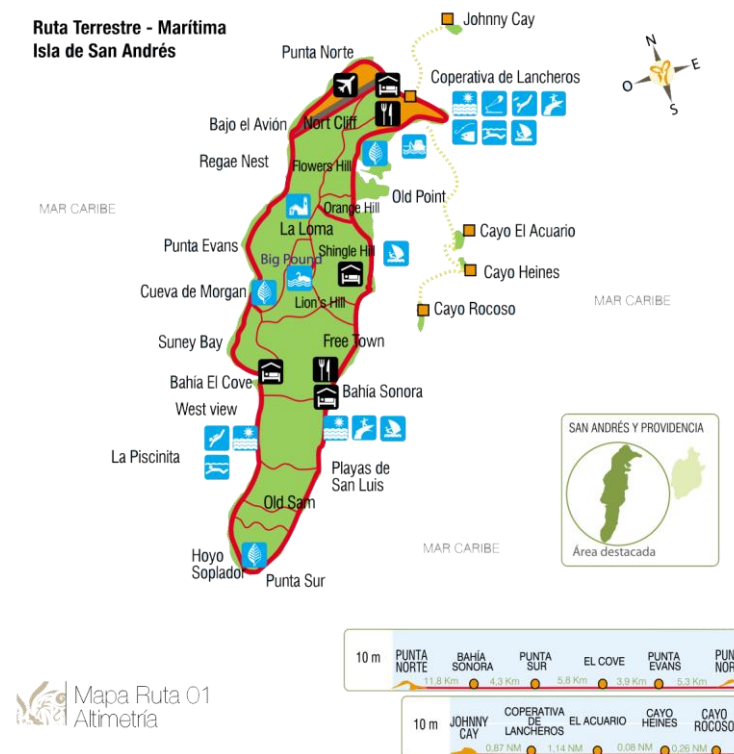 Ruta Terrestre - Marítima
Isla de San Andrés
Johnny Cay
Punta Norte
N
E
O
S
Coperativa de Lancheros
Bajo el Avión
Nort Cliff
Regae Nest
Flowers Hill
MAR CARIBE
Orange Hill
Old Point
La Loma
Punta Evans
Shingle Hill
Big Pound
Cayo El Acuario
Cayo Heines
Cueva de Morgan
Lion's Hill
MAR CARIBE
Cayo Rocoso
Suney Bay
Free Town
Bahía El Cove
Bahía Sonora
West view
La Piscinita
Playas de
San Luis
SAN ANDRÉS Y PROVIDENCIA
Área destacada
Old Sam
MAR CARIBE
Hoyo
Soplador
Punta Sur
Mapa Ruta 01
Altimetría
10 m
PUNTA
NORTE
BAHÍA
SONORA
PUNTA
SUR
EL COVE
PUNTA
EVANS
PUN
NOR
11,8 Km
4,3 Km
5,8 Km
3,9 Km
5,3 Km
10 m
JOHNNY
CAY
COPERATIVA
DE
LANCHEROS
EL ACUARIO
CAYO
HEINES
CAYO
ROCOSO
0.87 NM
1.14 NM
0.08 NM
0.26 NM